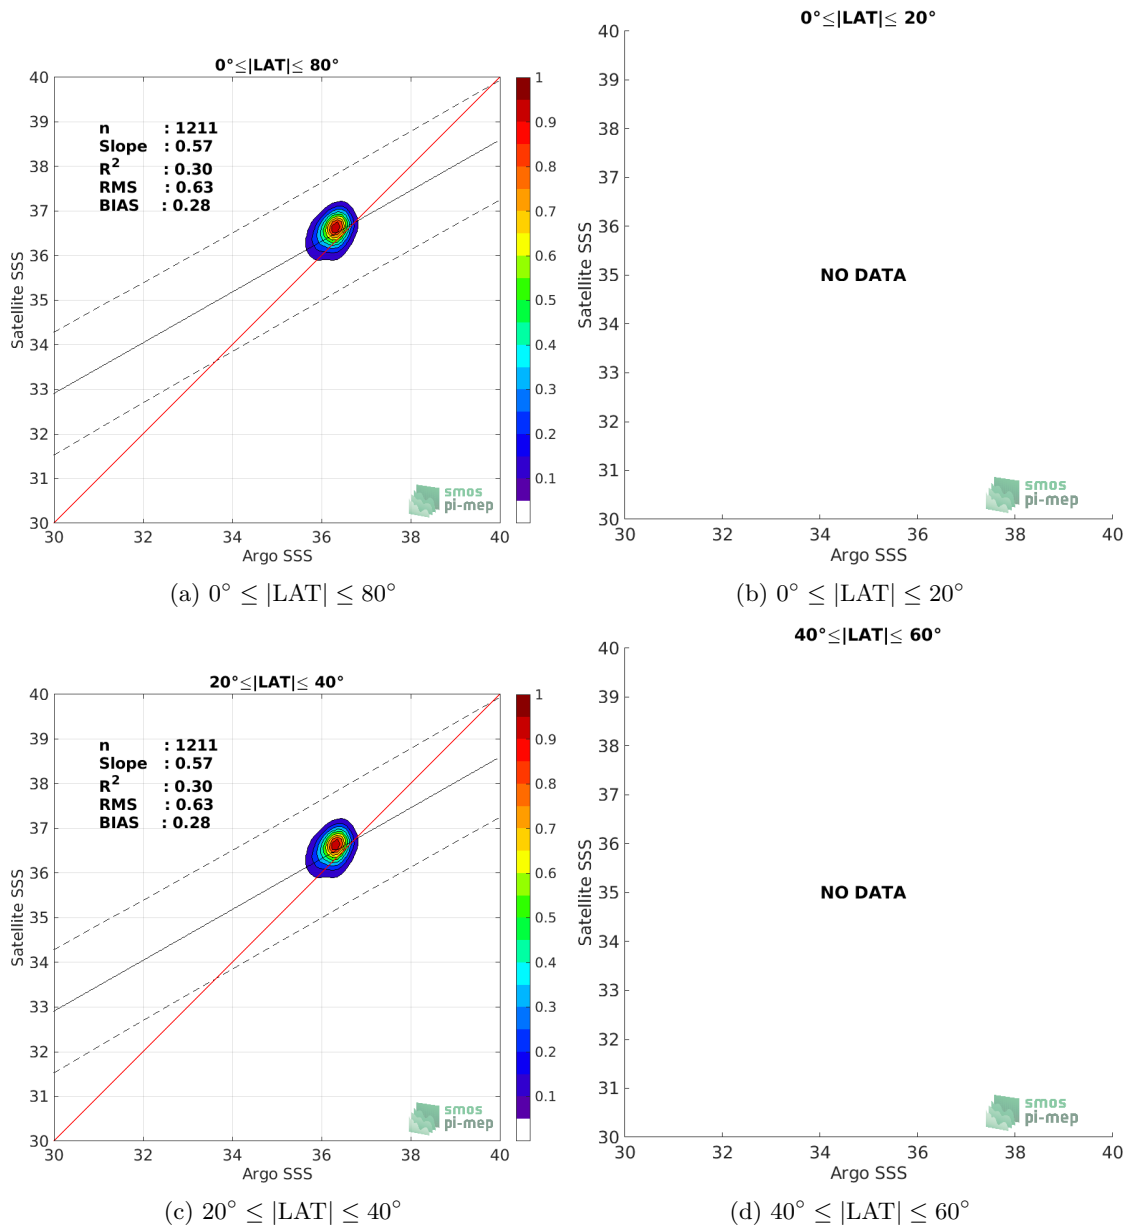 0°≤|LAT|≤ 80°
40
39
38
37
36
35
34
33
32
31
30
Satellite SSS
n : 1211
Slope : 0.57
R² : 0.30
RMS : 0.63
BIAS : 0.28
smos
pi-mep
30 32 34 36 38 40
Argo SSS
1
0.9
0.8
0.7
0.6
0.5
0.4
0.3
0.2
0.1
(a) 0° ≤ |LAT| ≤ 80°
0°≤|LAT|≤ 20°
40
39
38
37
36
35
34
33
32
31
30
Satellite SSS
NO DATA
smos
pi-mep
30 32 34 36 38 40
Argo SSS
(b) 0° ≤ |LAT| ≤ 20°
20°≤|LAT|≤ 40°
40
39
38
37
36
35
34
33
32
31
30
Satellite SSS
n : 1211
Slope : 0.57
R² : 0.30
RMS : 0.63
BIAS : 0.28
smos
pi-mep
30 32 34 36 38 40
Argo SSS
1
0.9
0.8
0.7
0.6
0.5
0.4
0.3
0.2
0.1
(c) 20° ≤ |LAT| ≤ 40°
40°≤|LAT|≤ 60°
40
39
38
37
36
35
34
33
32
31
30
Satellite SSS
NO DATA
smos
pi-mep
30 32 34 36 38 40
Argo SSS
(d) 40° ≤ |LAT| ≤ 60°